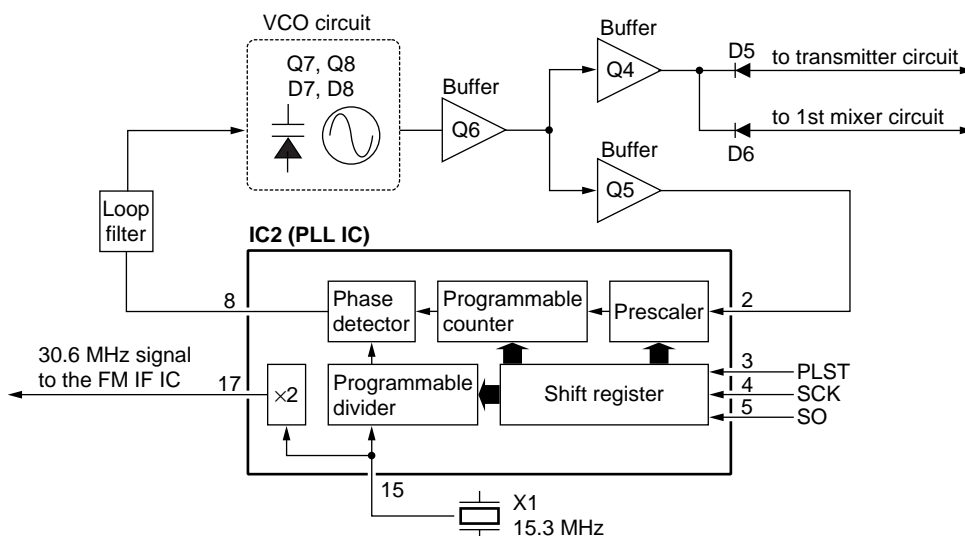 VCO circuit
Q7, Q8
D7, D8
Buffer
Q6
Buffer
Q4
D5
to transmitter circuit
to 1st mixer circuit
D6
Buffer
Q5
Loop
filter
IC2 (PLL IC)
8
Phase
detector
Programmable
counter
Prescaler
2
30.6 MHz signal
to the FM IF IC
17
×2
Programmable
divider
Shift register
3
PLST
4
SCK
5
SO
15
X1
15.3 MHz